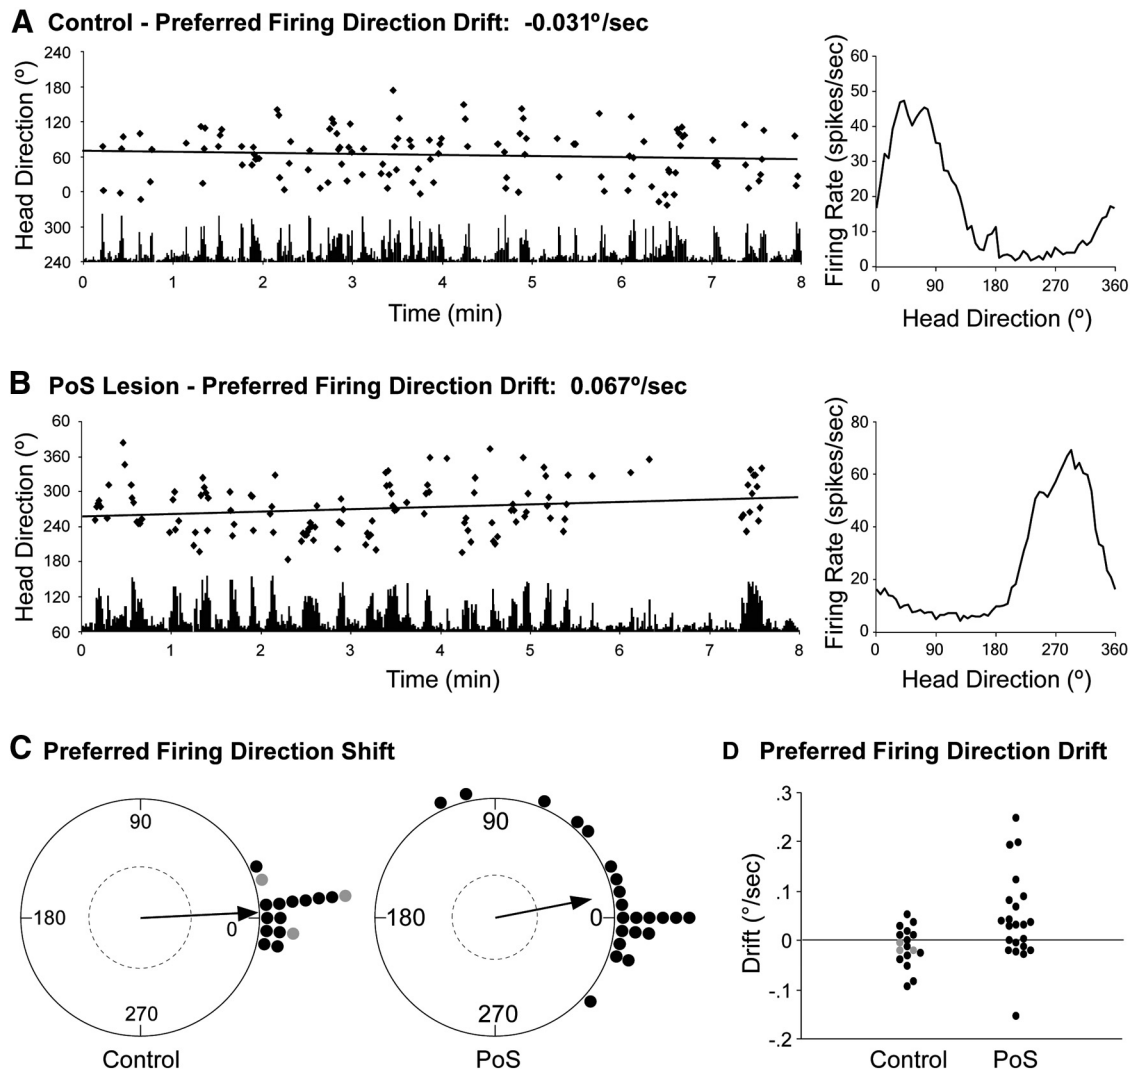 A Control - Preferred Firing Direction Drift: -0.031º/sec
Head Direction (º)
240
180
120
60
0
300
240
0 1 2 3 4 5 6 7 8
Time (min)
Firing Rate (spikes/sec)
60
50
40
30
20
10
0
0 90 180 270 360
Head Direction (º)
B PoS Lesion - Preferred Firing Direction Drift: 0.067º/sec
Head Direction (º)
60
360
300
240
180
120
60
0 1 2 3 4 5 6 7 8
Time (min)
Firing Rate (spikes/sec)
80
60
40
20
0
0 90 180 270 360
Head Direction (º)
C Preferred Firing Direction Shift
90
180
0
270
Control
90
180
0
270
PoS
D Preferred Firing Direction Drift
Drift (°/sec)
.3
.2
.1
0
-.1
-.2
Control PoS